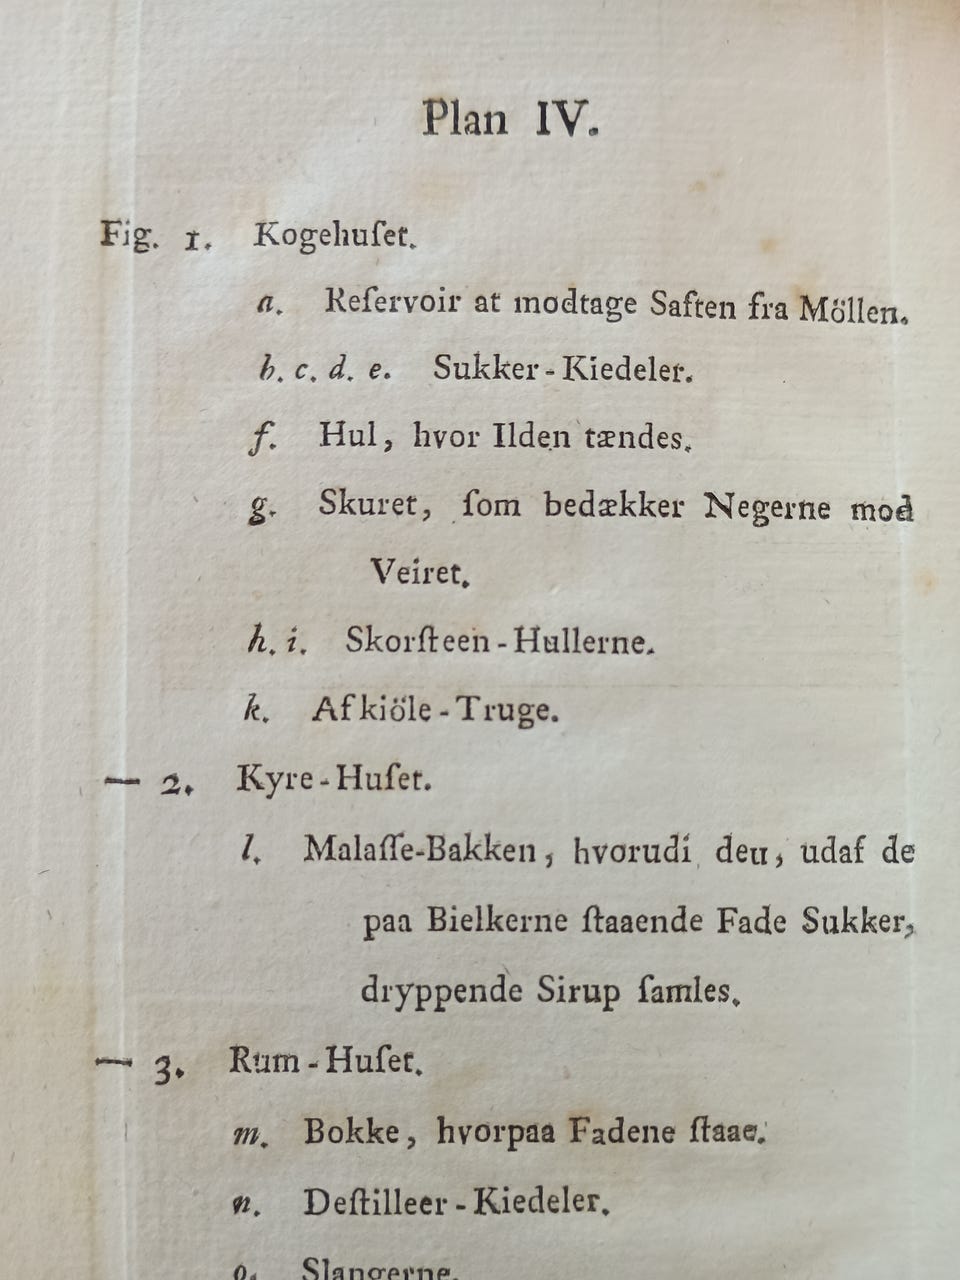 Plan IV.
Fig. 1. Kogehuſet.
a. Reſervoir at modtage Saften fra Möllen.
b. c. d. e. Sukker-Kiedeler.
f. Hul, hvor Ilden tændes.
g. Skuret, ſom bedækker Negerne mod
Veiret.
h. i. Skorſteen-Hullerne.
k. Afkiöle-Truge.
— 2. Kyre-Huſet.
l. Malaſſe-Bakken, hvorudi deu, udaf de
paa Bielkerne ſtaaende Fade Sukker,
dryppende Sirup ſamles.
— 3. Rum-Huſet.
m. Bokke, hvorpaa Fadene ſtaae.
n. Deſtilleer-Kiedeler.
o. Slangerne.